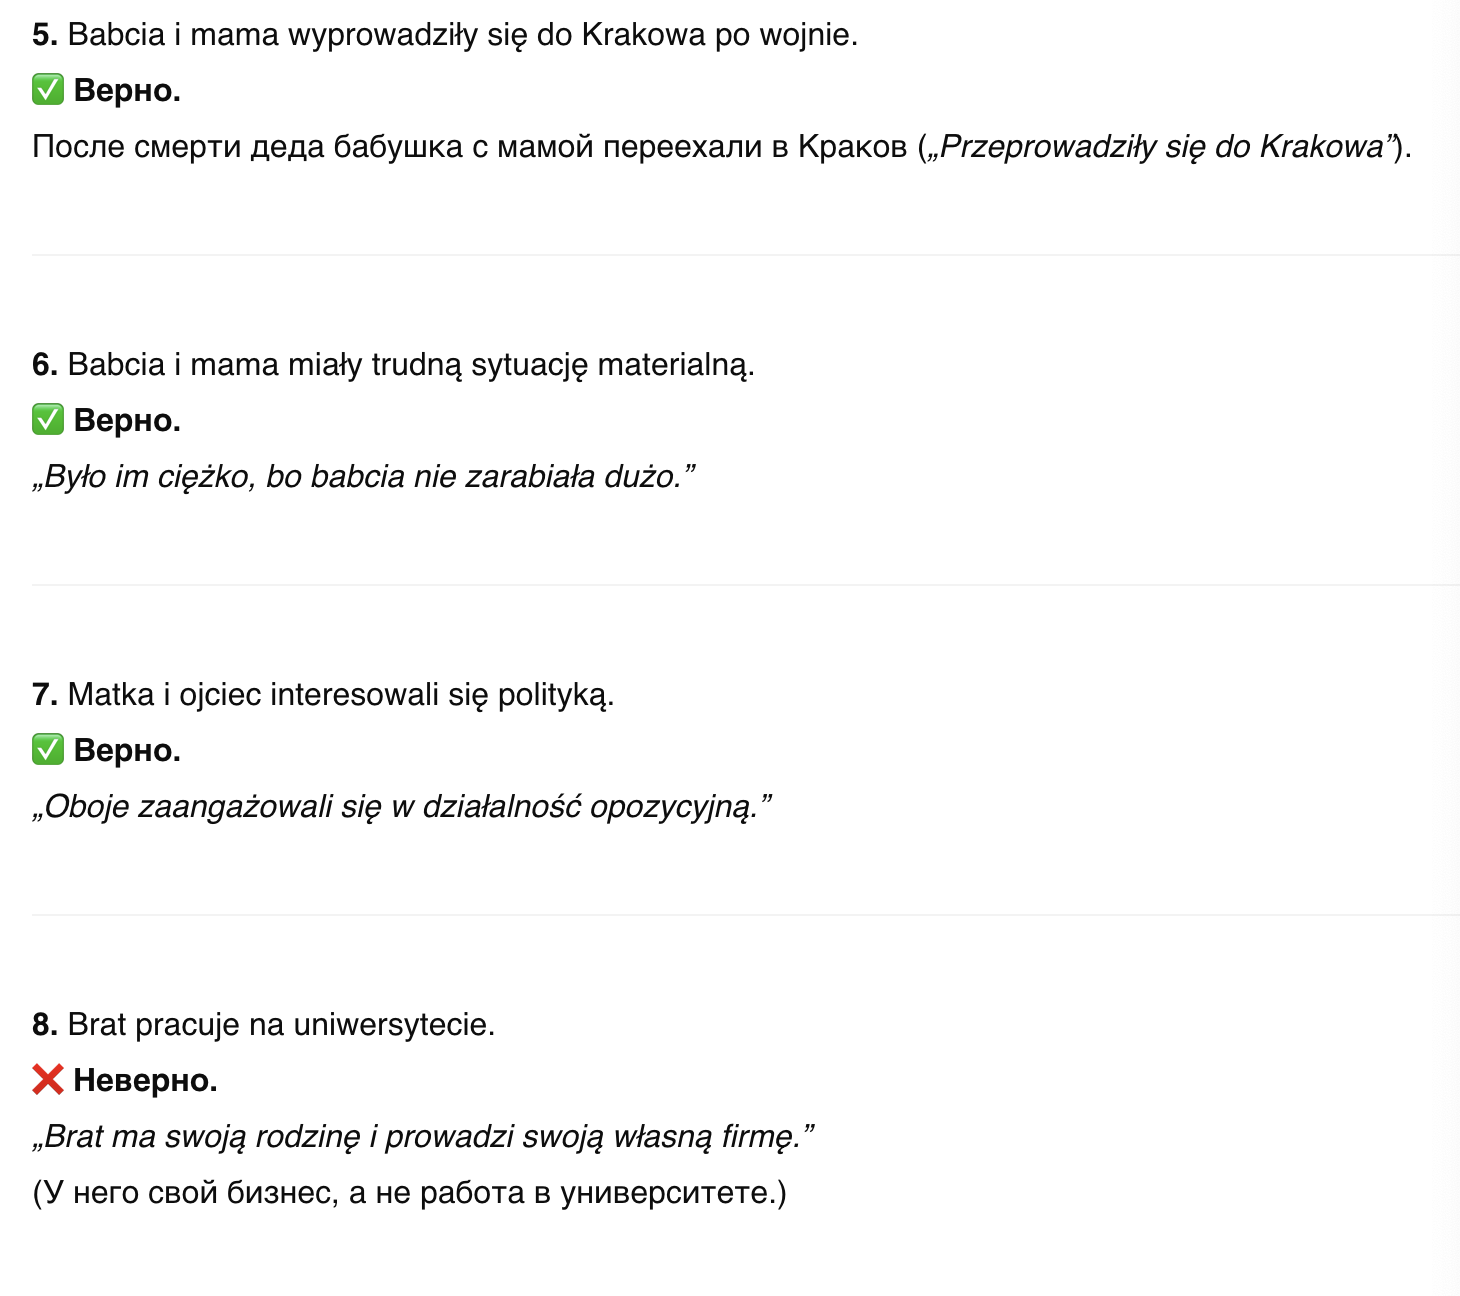 5. Babcia i mama wyprowadziły się do Krakowa po wojnie.
✅ Верно.
После смерти деда бабушка с мамой переехали в Краков („Przeprowadziły się do Krakowa”).
6. Babcia i mama miały trudną sytuację materialną.
✅ Верно.
„Było im ciężko, bo babcia nie zarabiała dużo.”
7. Matka i ojciec interesowali się polityką.
✅ Верно.
„Oboje zaangażowali się w działalność opozycyjną.”
8. Brat pracuje na uniwersytecie.
❌ Неверно.
„Brat ma swoją rodzinę i prowadzi swoją własną firmę.”
(У него свой бизнес, а не работа в университете.)